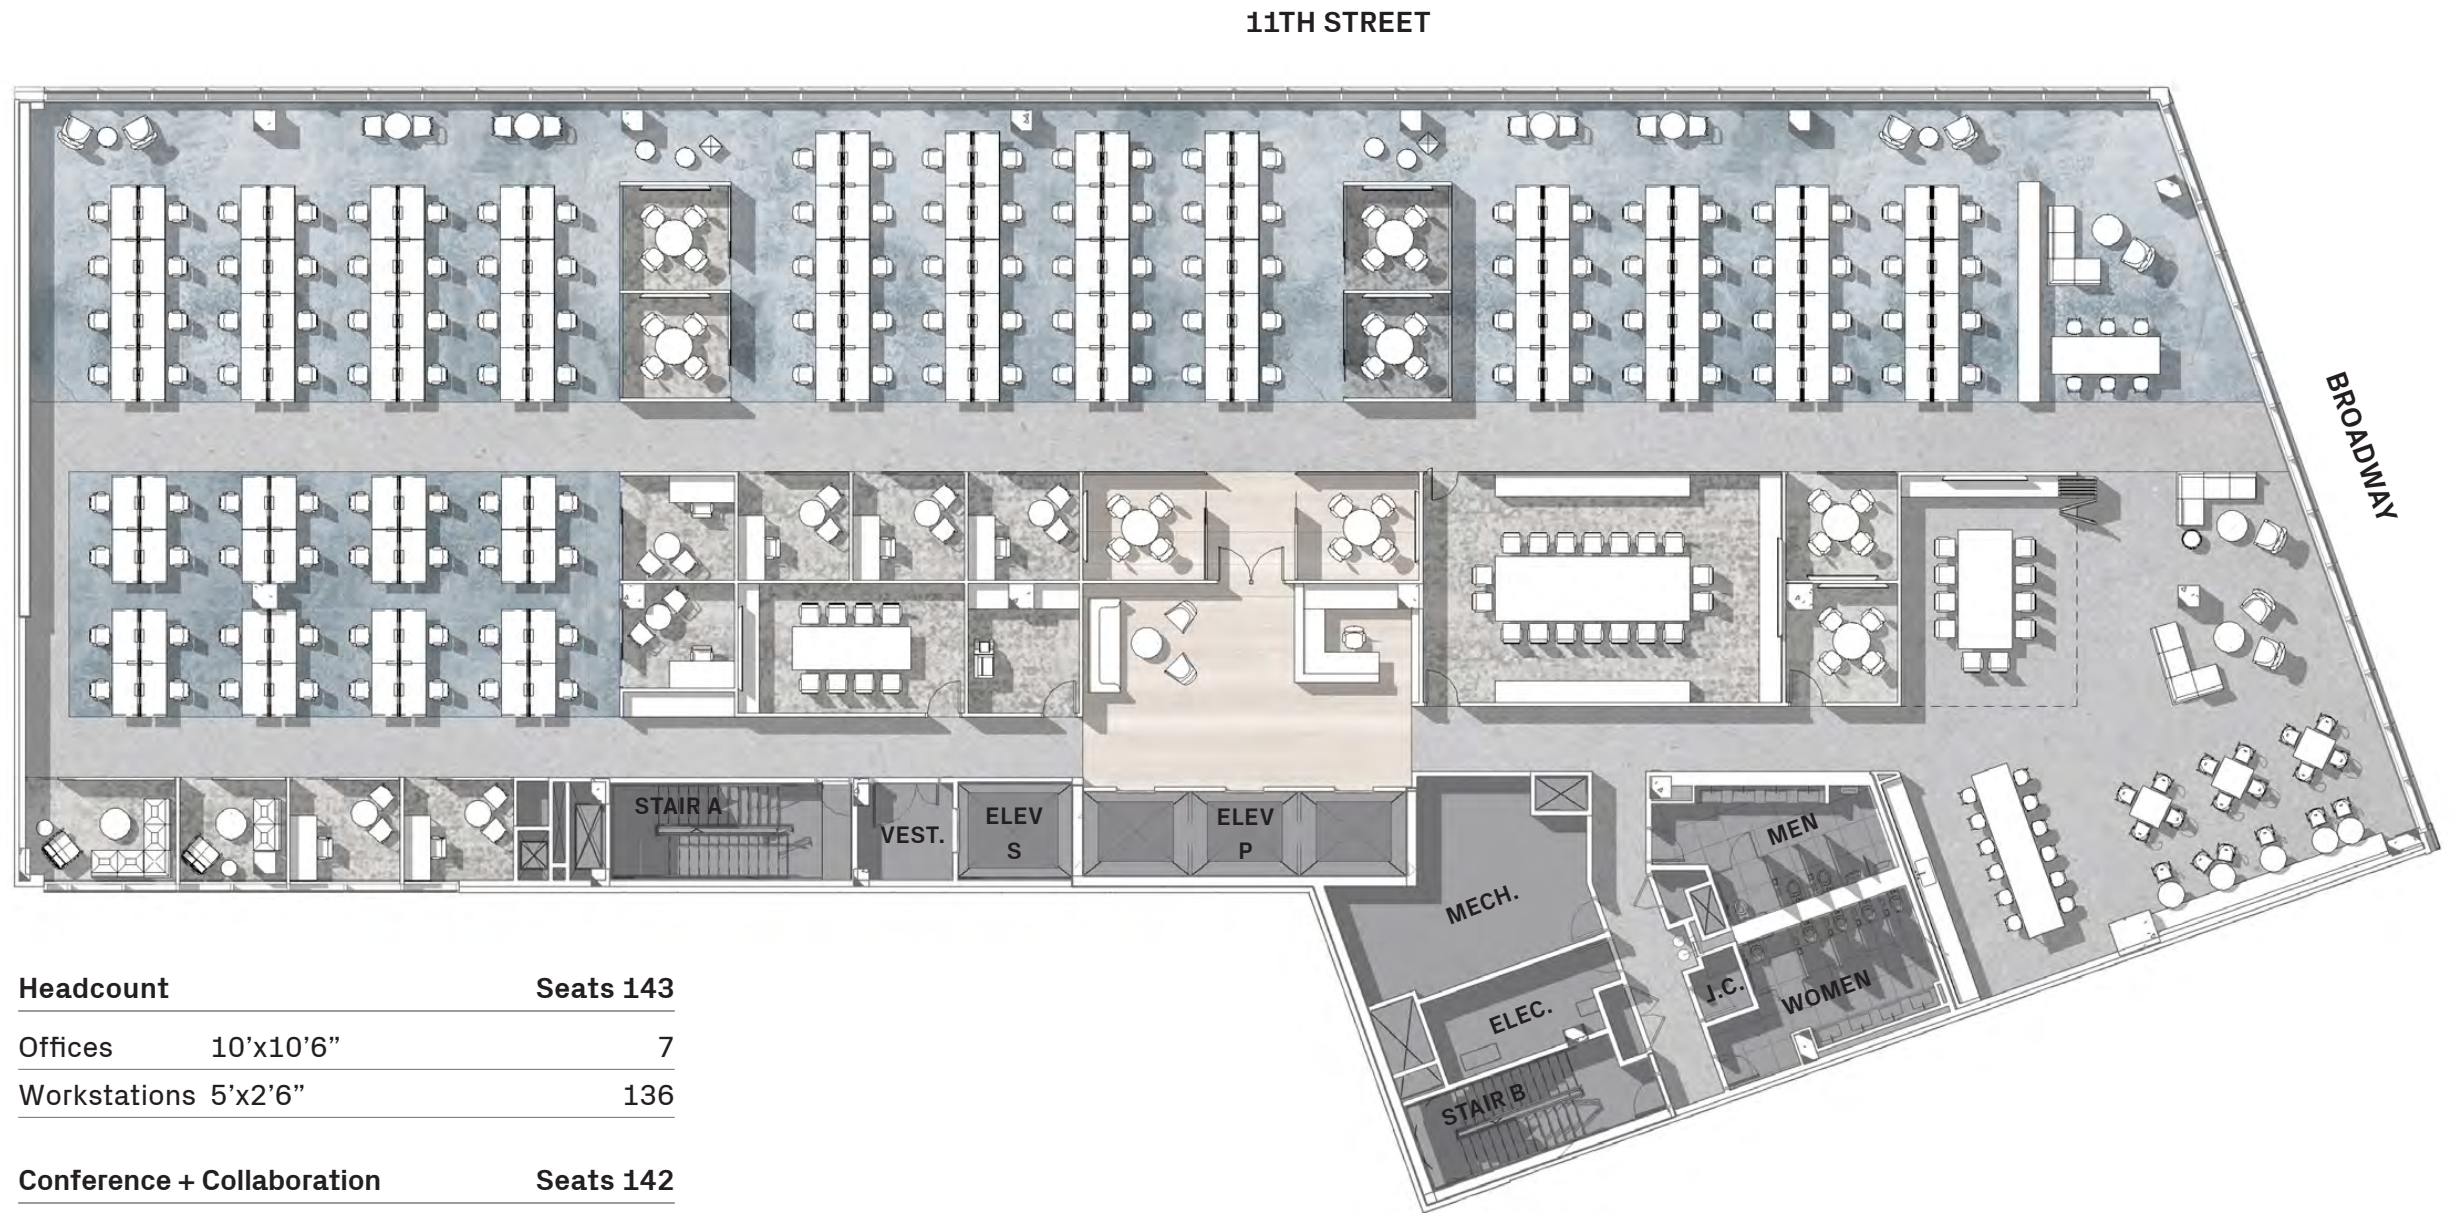 11TH STREET
BROADWAY
STAIR A
VEST.
ELEV
S
ELEV
P
MEN
MECH.
J.C.
WOMEN
ELEC.
STAIR B
Headcount Seats 143
Offices 10’x10’6” 7
Workstations 5’x2’6” 136
Conference + Collaboration Seats 142